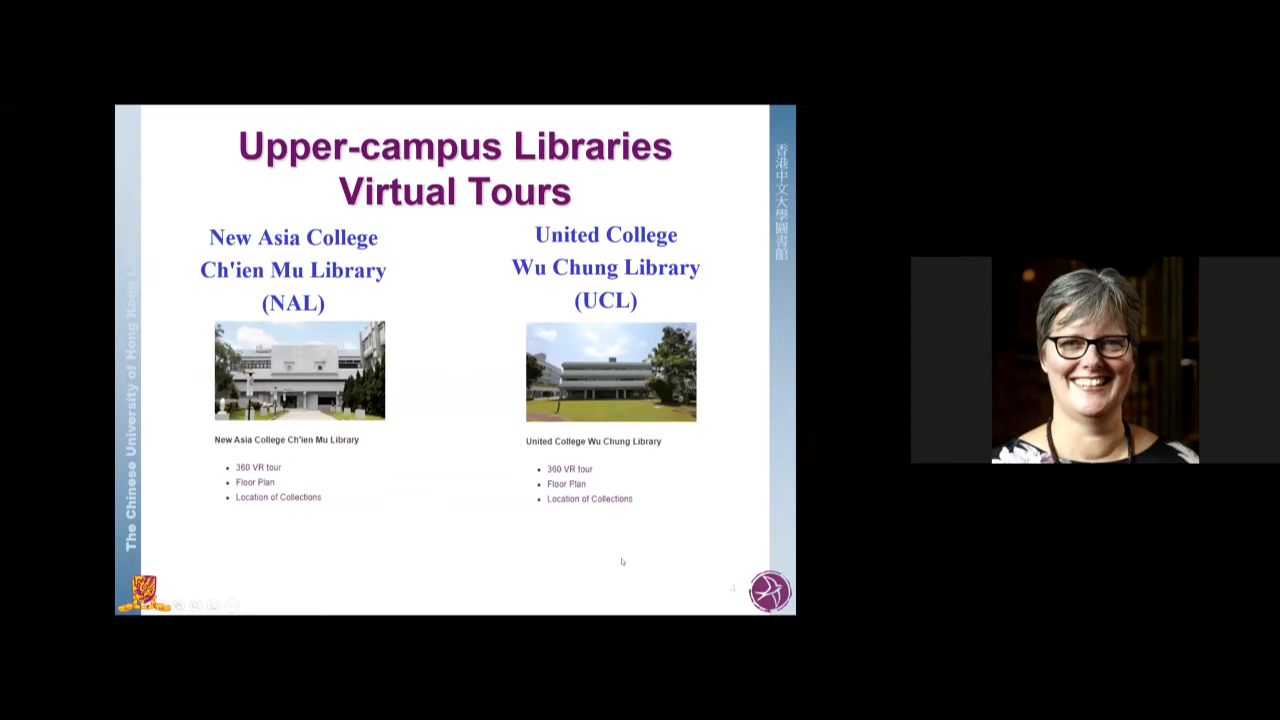 Upper-campus Libraries
Virtual Tours
New Asia College
Ch'ien Mu Library
(NAL)
United College
Wu Chung Library
(UCL)
New Asia College Ch'ien Mu Library
• 360 VR tour
• Floor Plan
• Location of Collections
United College Wu Chung Library
• 360 VR tour
• Floor Plan
• Location of Collections
The Chinese University of Hong Kong
香港中文大學圖書館
4